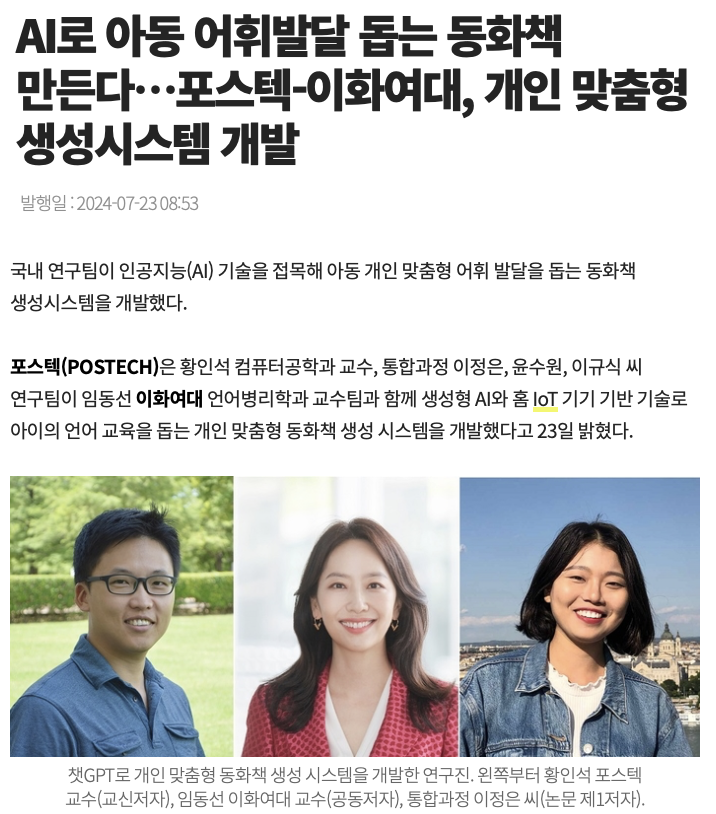 AI로 아동 어휘발달 돕는 동화책
만든다…포스텍-이화여대, 개인 맞춤형
생성시스템 개발
발행일 : 2024-07-23 08:53
국내 연구팀이 인공지능(AI) 기술을 접목해 아동 개인 맞춤형 어휘 발달을 돕는 동화책
생성시스템을 개발했다.
포스텍(POSTECH)은 황인석 컴퓨터공학과 교수, 통합과정 이정은, 윤수원, 이규식 씨
연구팀이 임동선 이화여대 언어병리학과 교수팀과 함께 생성형 AI와 홈 IoT 기기 기반 기술로
아이의 언어 교육을 돕는 개인 맞춤형 동화책 생성 시스템을 개발했다고 23일 밝혔다.
챗GPT로 개인 맞춤형 동화책 생성 시스템을 개발한 연구진. 왼쪽부터 황인석 포스텍
교수(교신저자), 임동선 이화여대 교수(공동저자), 통합과정 이정은 씨(논문 제1저자).